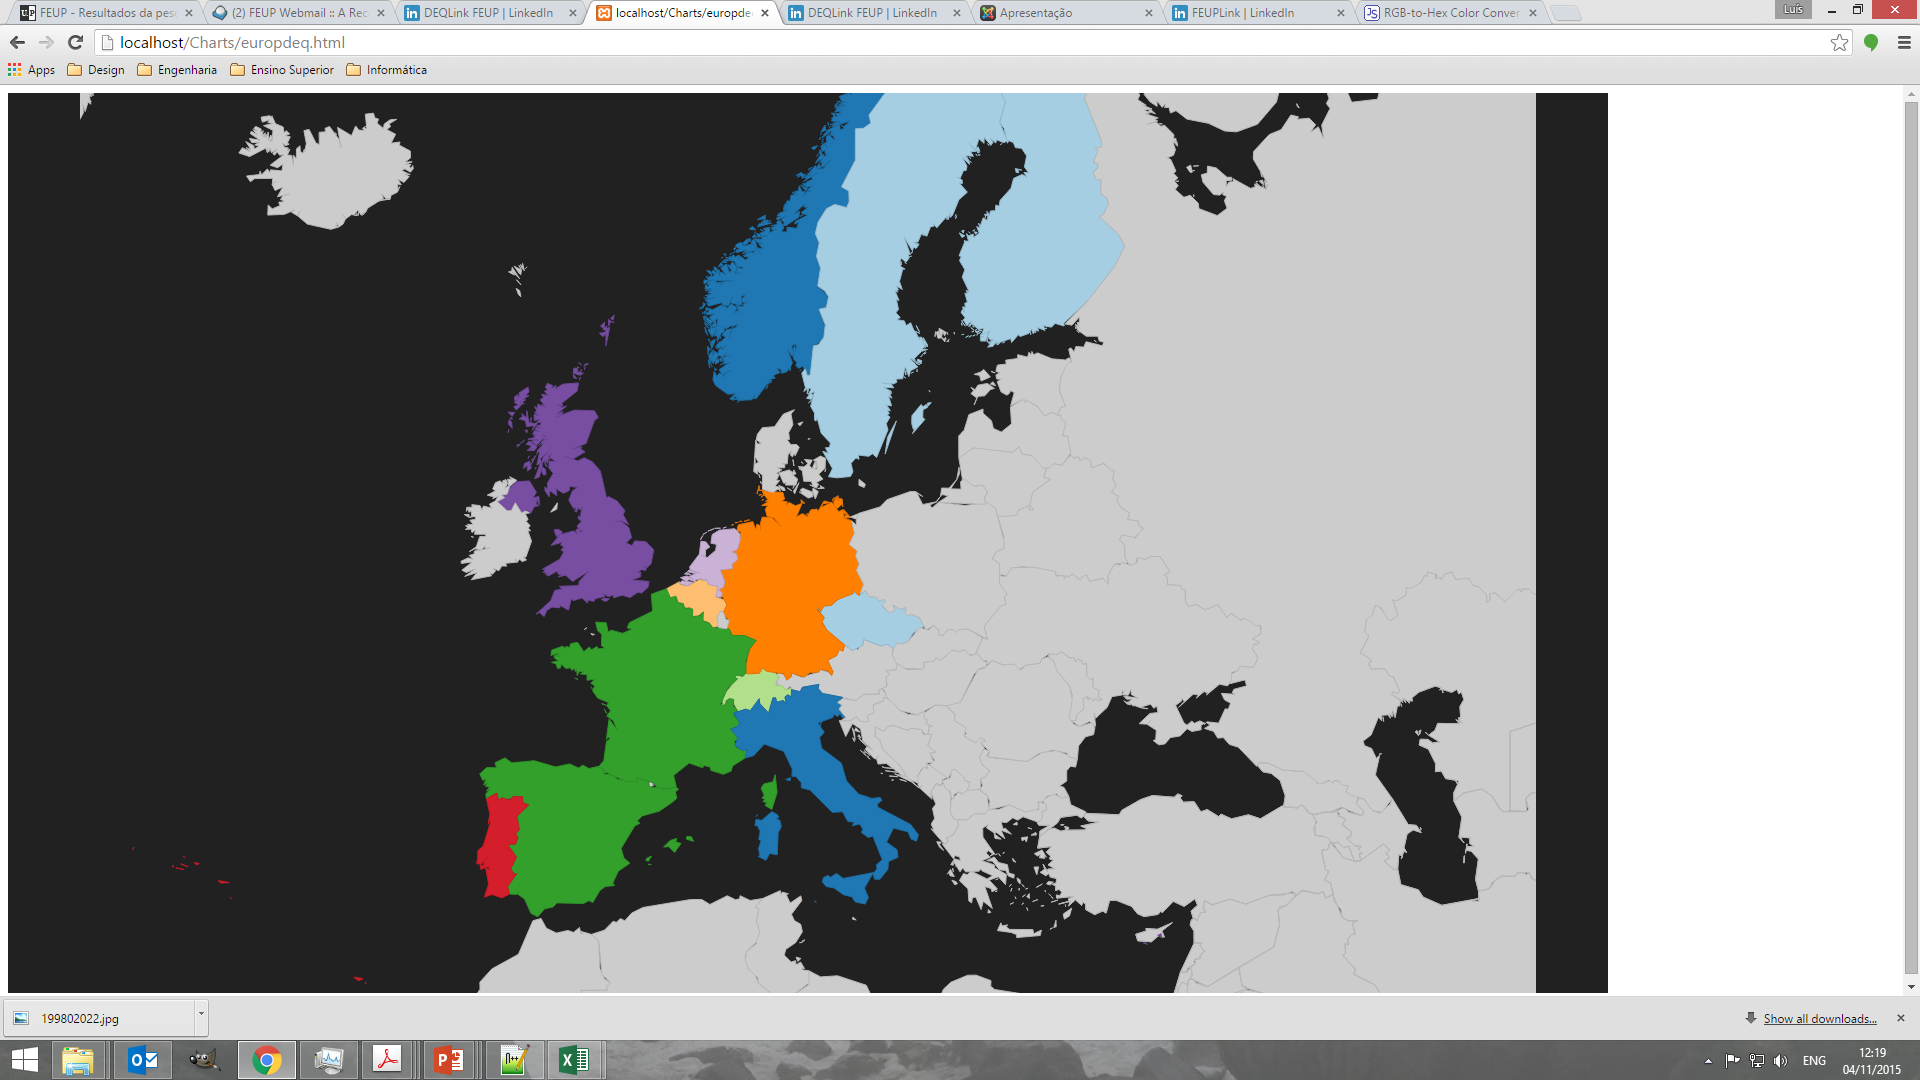 FEUP - Resultados da pes
(2) FEUP Webmail :: A Rec
DEQLink FEUP | LinkedIn
localhost/Charts/europde
DEQLink FEUP | LinkedIn
Apresentação
FEUPLink | LinkedIn
RGB-to-Hex Color Conver
Luís
localhost/Charts/europdeq.html
Apps
Design
Engenharia
Ensino Superior
Informática
199802022.jpg
Show all downloads...
ENG
12:19
04/11/2015